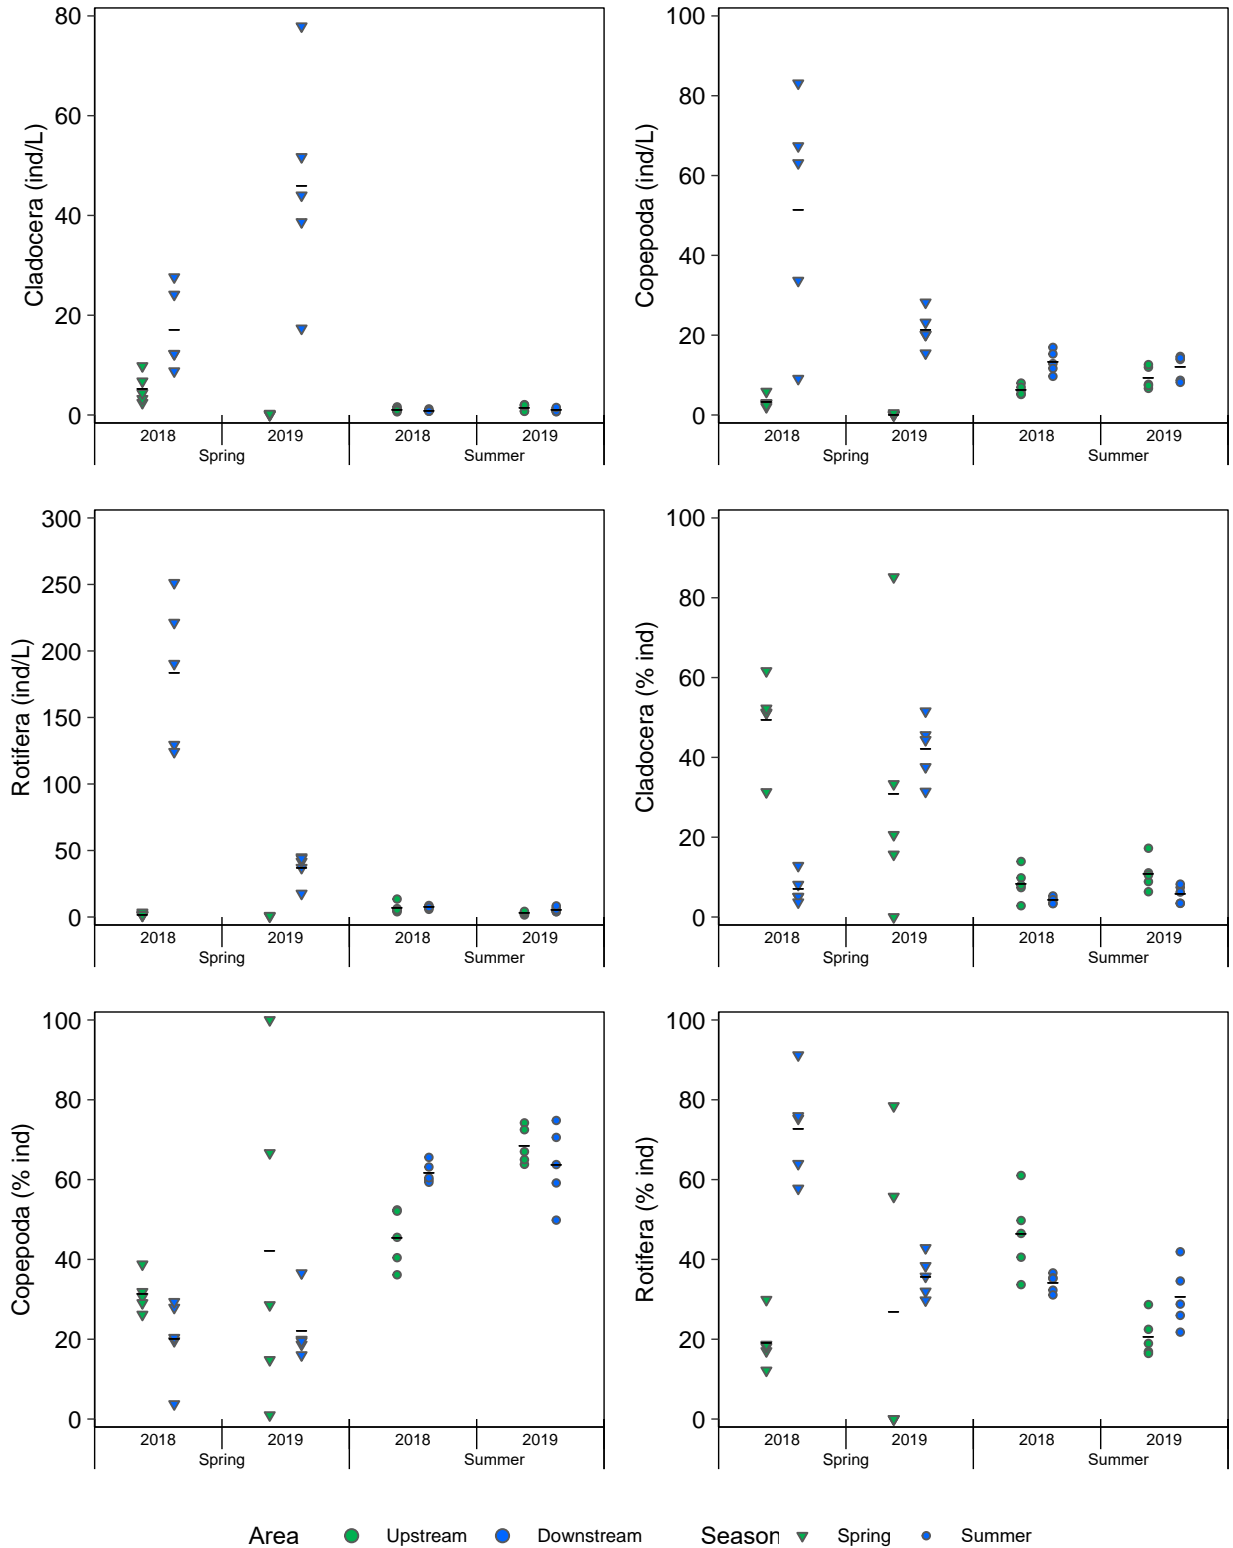 Cladocera (ind/L)
80
60
40
20
0
2018 2019 2018 2019
Spring Summer
Copepoda (ind/L)
100
80
60
40
20
0
2018 2019 2018 2019
Spring Summer
Rotifera (ind/L)
300
250
200
150
100
50
0
2018 2019 2018 2019
Spring Summer
Cladocera (% ind)
100
80
60
40
20
0
2018 2019 2018 2019
Spring Summer
Copepoda (% ind)
100
80
60
40
20
0
2018 2019 2018 2019
Spring Summer
Rotifera (% ind)
100
80
60
40
20
0
2018 2019 2018 2019
Spring Summer
Area Upstream Downstream Season Spring Summer